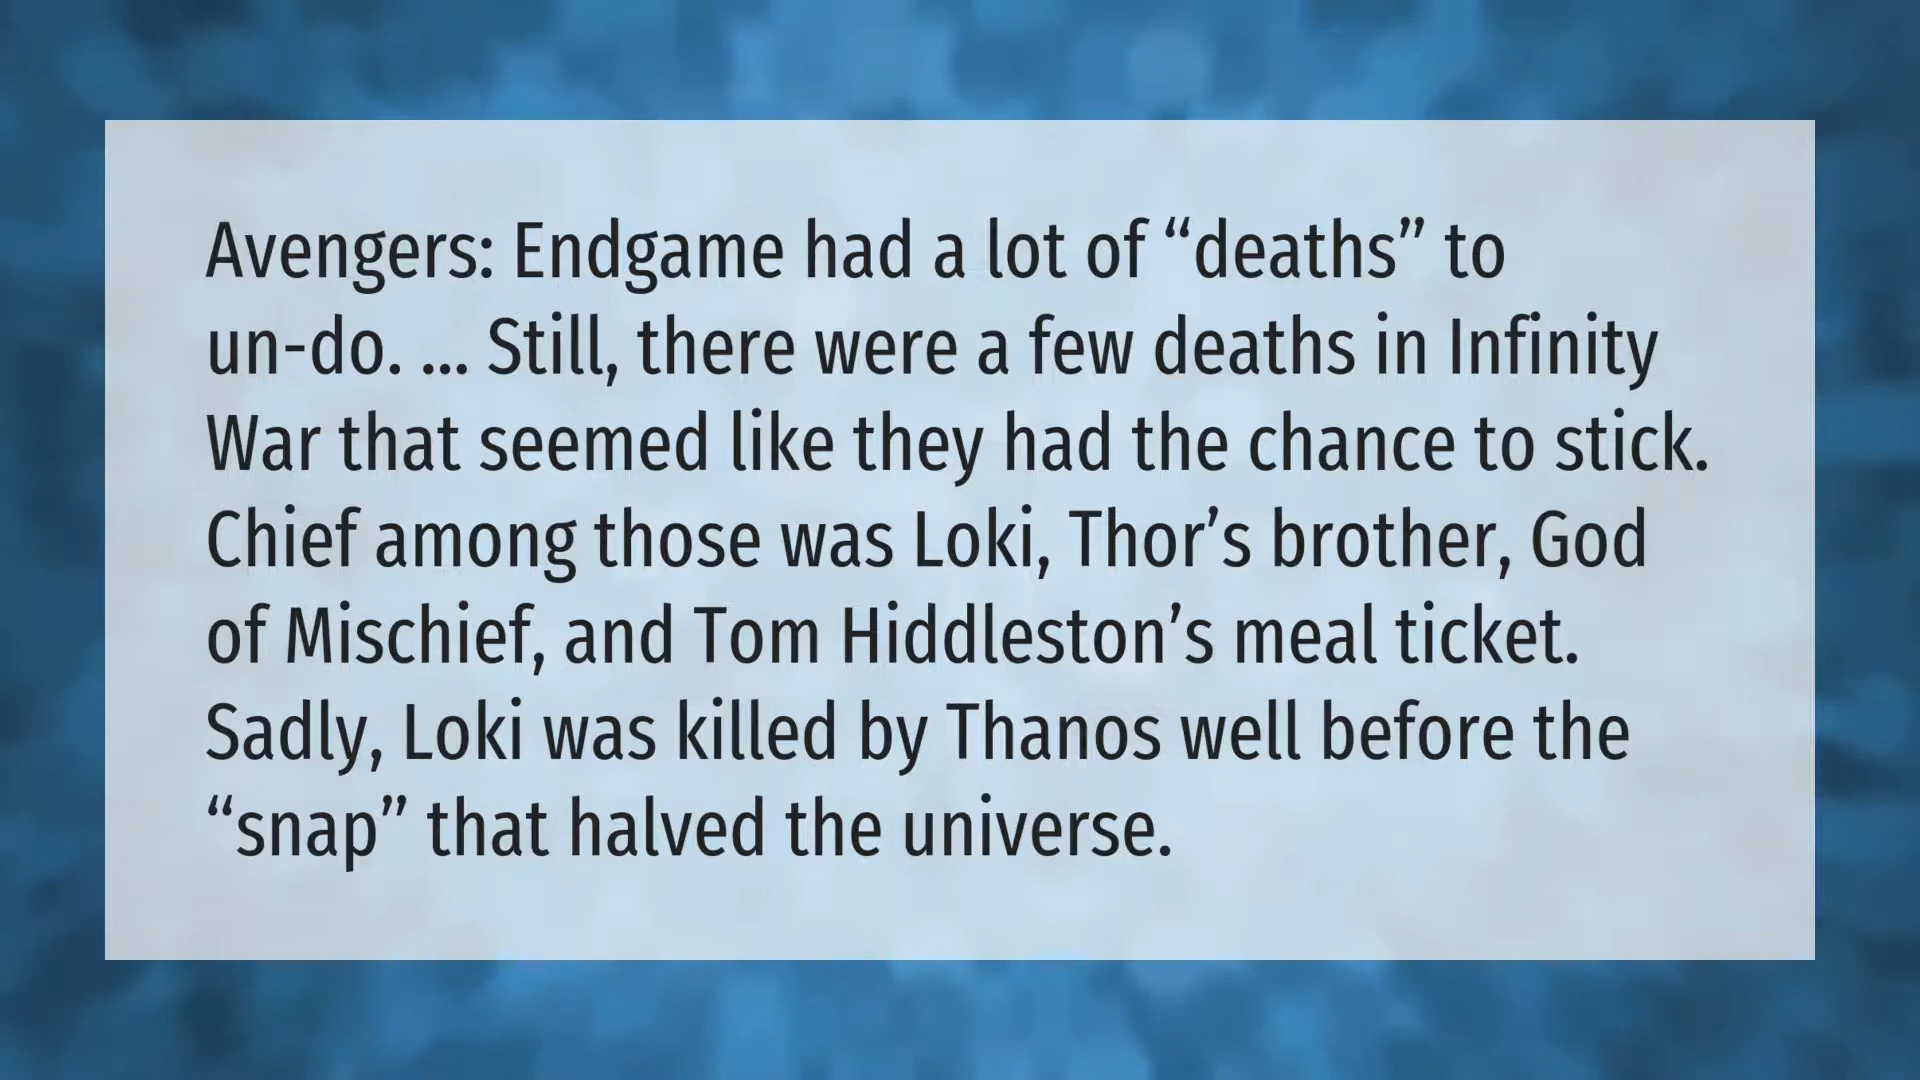 Avengers: Endgame had a lot of “deaths” to
un-do. ... Still, there were a few deaths in Infinity
War that seemed like they had the chance to stick.
Chief among those was Loki, Thor’s brother, God
of Mischief, and Tom Hiddleston’s meal ticket.
Sadly, Loki was killed by Thanos well before the
“snap” that halved the universe.